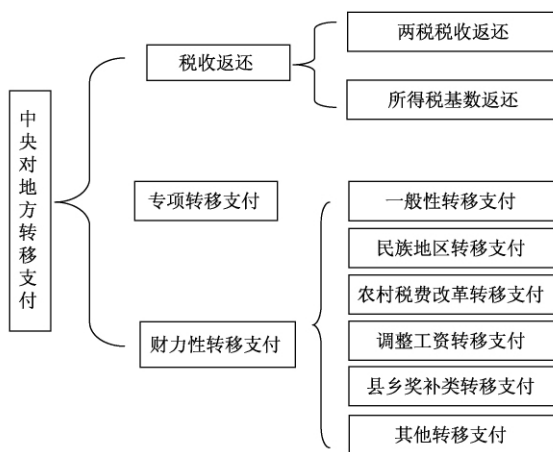 中央对地方转移支付
税收返还
两税税收返还
所得税基数返还
专项转移支付
财力性转移支付
一般性转移支付
民族地区转移支付
农村税费改革转移支付
调整工资转移支付
县乡奖补类转移支付
其他转移支付